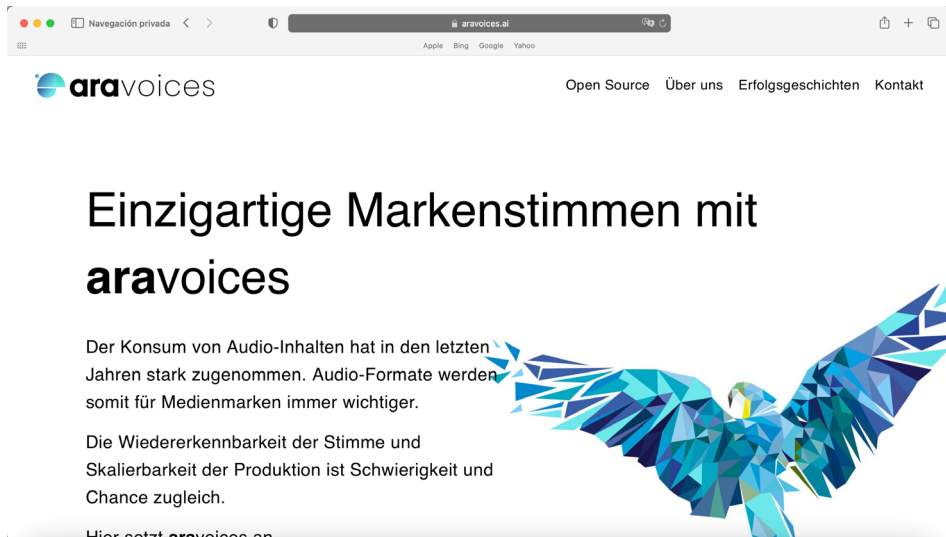 Navegación privada
aravoices.ai
Apple Bing Google Yahoo
aravoices
Open Source Über uns Erfolgsgeschichten Kontakt
Einzigartige Markenstimmen mit
aravoices
Der Konsum von Audio-Inhalten hat in den letzten
Jahren stark zugenommen. Audio-Formate werden
somit für Medienmarken immer wichtiger.
Die Wiedererkennbarkeit der Stimme und
Skalierbarkeit der Produktion ist Schwierigkeit und
Chance zugleich.
Hier setzt aravoices an